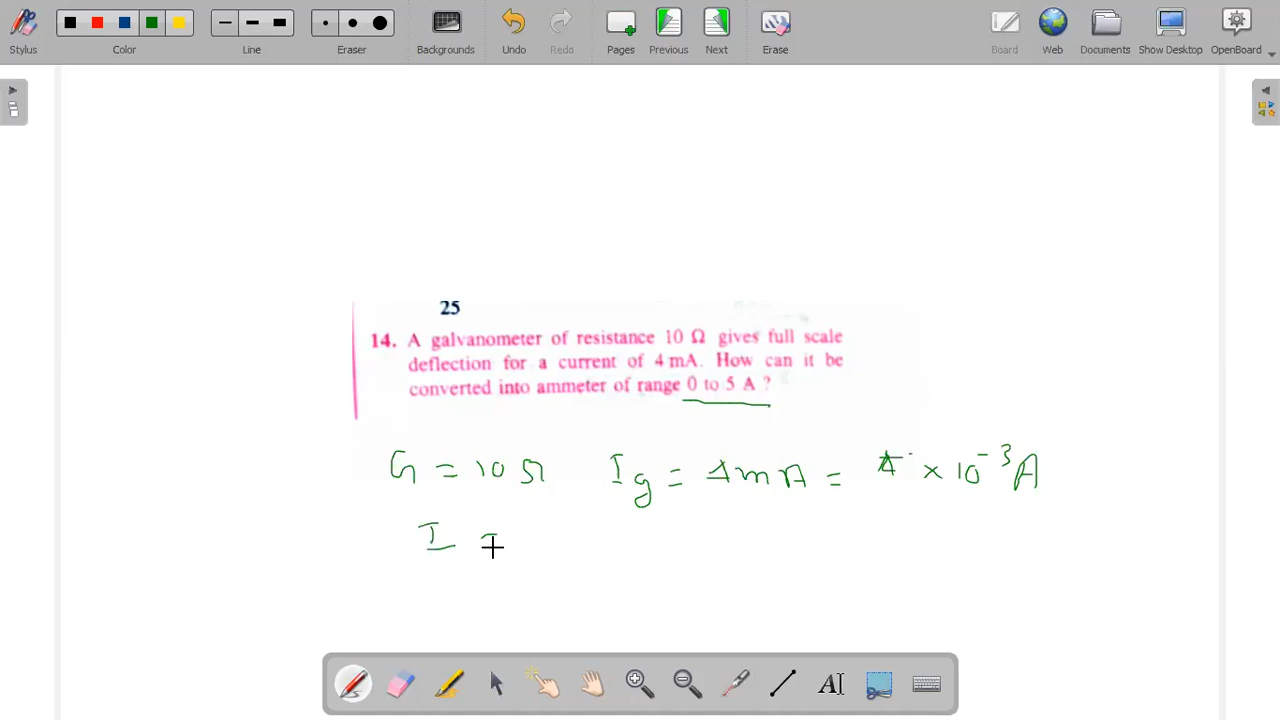 Stylus Color Line Eraser Backgrounds Undo Redo Pages Previous Next Erase Board Web Documents Show Desktop OpenBoard
25
14. A galvanometer of resistance 10 Ω gives full scale
deflection for a current of 4 mA. How can it be
converted into ammeter of range 0 to 5 A ?
G = 10 Ω I_g = 4 mA = 4 × 10⁻³ A
I
AI